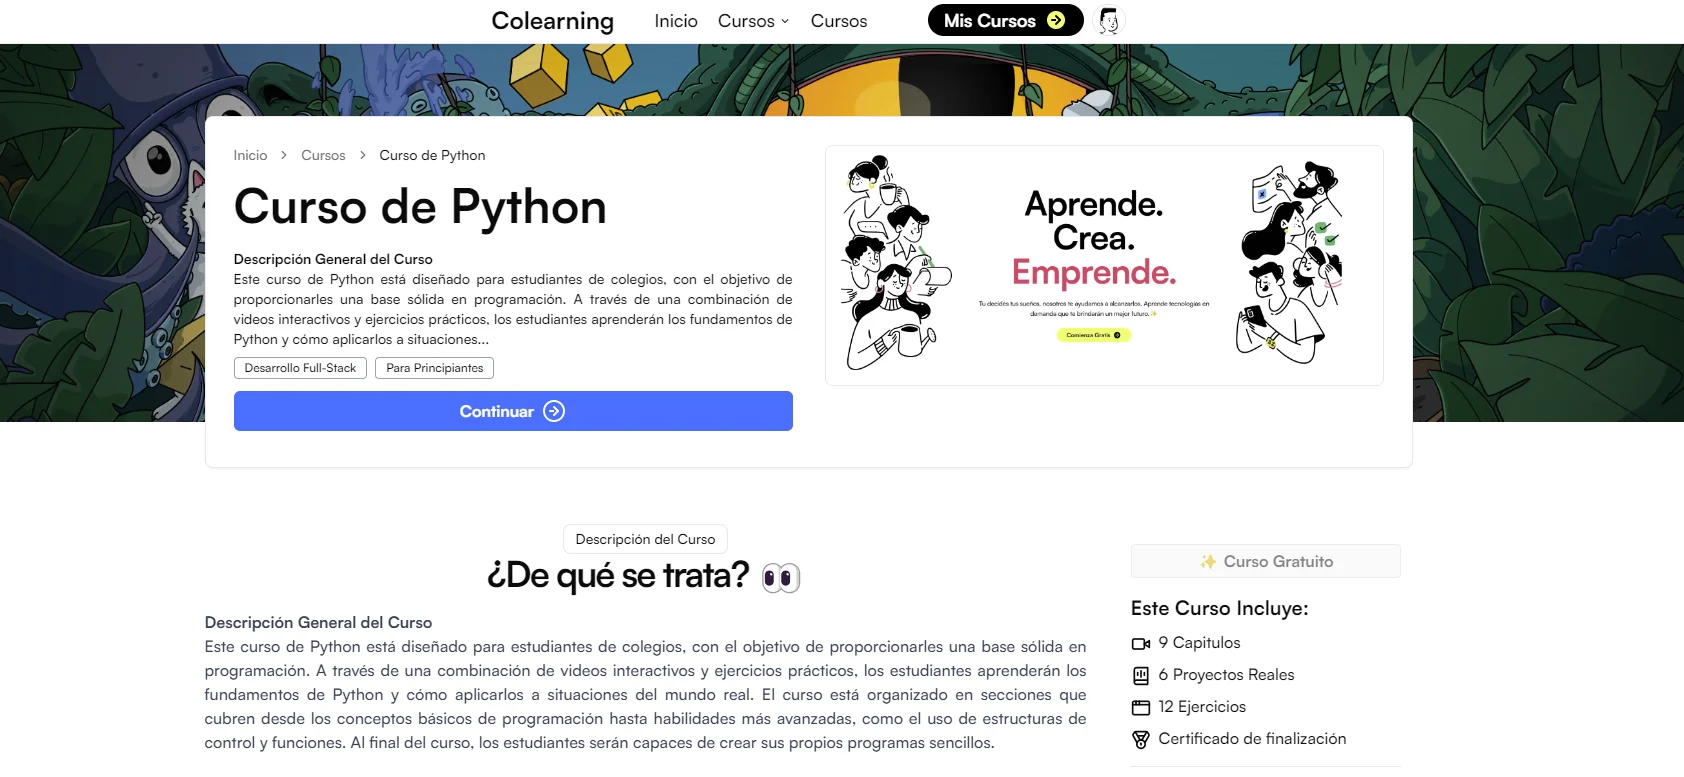 Colearning
Inicio
Cursos
Cursos
Mis Cursos
Inicio > Cursos > Curso de Python
Curso de Python
Descripción General del Curso
Este curso de Python está diseñado para estudiantes de colegios, con el objetivo de
proporcionarles una base sólida en programación. A través de una combinación de
videos interactivos y ejercicios prácticos, los estudiantes aprenderán los fundamentos de
Python y cómo aplicarlos a situaciones...
Desarrollo Full-Stack
Para Principiantes
Continuar
Aprende.
Crea.
Emprende.
Tu decides tus sueños, nosotros te ayudamos a alcanzarlos. Aprende tecnologías en
demanda que te brindarán un mejor futuro. ✨
Comienza Gratis
Descripción del Curso
¿De qué se trata? 👀
Descripción General del Curso
Este curso de Python está diseñado para estudiantes de colegios, con el objetivo de proporcionarles una base sólida en
programación. A través de una combinación de videos interactivos y ejercicios prácticos, los estudiantes aprenderán los
fundamentos de Python y cómo aplicarlos a situaciones del mundo real. El curso está organizado en secciones que
cubren desde los conceptos básicos de programación hasta habilidades más avanzadas, como el uso de estructuras de
control y funciones. Al final del curso, los estudiantes serán capaces de crear sus propios programas sencillos.
✨ Curso Gratuito
Este Curso Incluye:
9 Capitulos
6 Proyectos Reales
12 Ejercicios
Certificado de finalización